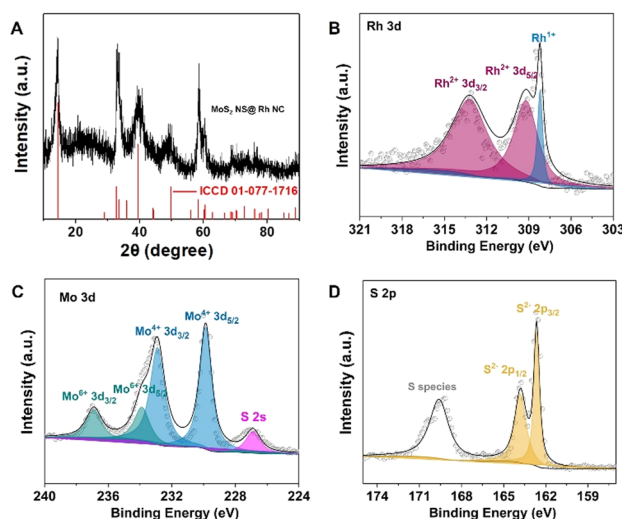 A
Intensity (a.u.)
MoS₂ NS@ Rh NC
ICCD 01-077-1716
20 40 60 80
2θ (degree)
B
Rh 3d
Intensity (a.u.)
Rh¹⁺
Rh²⁺ 3d₅/₂
Rh²⁺ 3d₃/₂
321 318 315 312 309 306 303
Binding Energy (eV)
C
Mo 3d
Intensity (a.u.)
Mo⁴⁺ 3d₅/₂
Mo⁴⁺ 3d₃/₂
Mo⁶⁺ 3d₅/₂
Mo⁶⁺ 3d₃/₂
S 2s
240 236 232 228 224
Binding Energy (eV)
D
S 2p
Intensity (a.u.)
S²⁻ 2p₃/₂
S²⁻ 2p₁/₂
S species
174 171 168 165 162 159
Binding Energy (eV)